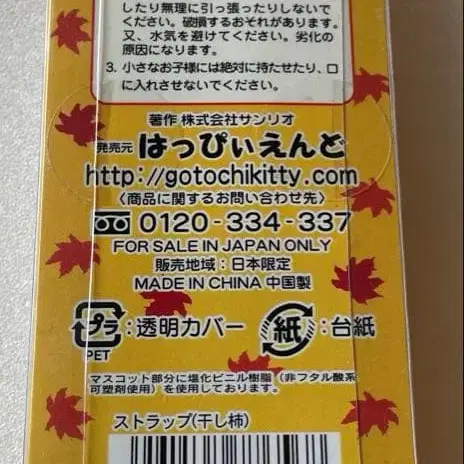 したり無理に引っ張ったりしないで
ください。破損するおそれがあります。
又、水気を避けてください。劣化の
原因になります。
3. 小さなお子様には絶対に持たせたり、口
に入れさせないでください。
著作 株式会社サンリオ
発売元 はっぴぃえんど
http://gotochikitty.com
〈商品に関するお問い合わせ先〉
0120-334-337
FOR SALE IN JAPAN ONLY
販売地域:日本限定
MADE IN CHINA 中国製
プラ:透明カバー 紙:台紙
PET
マスコット部分に塩化ビニル樹脂(非フタル酸系
可塑剤使用)を使用しております。
ストラップ(干し柿)